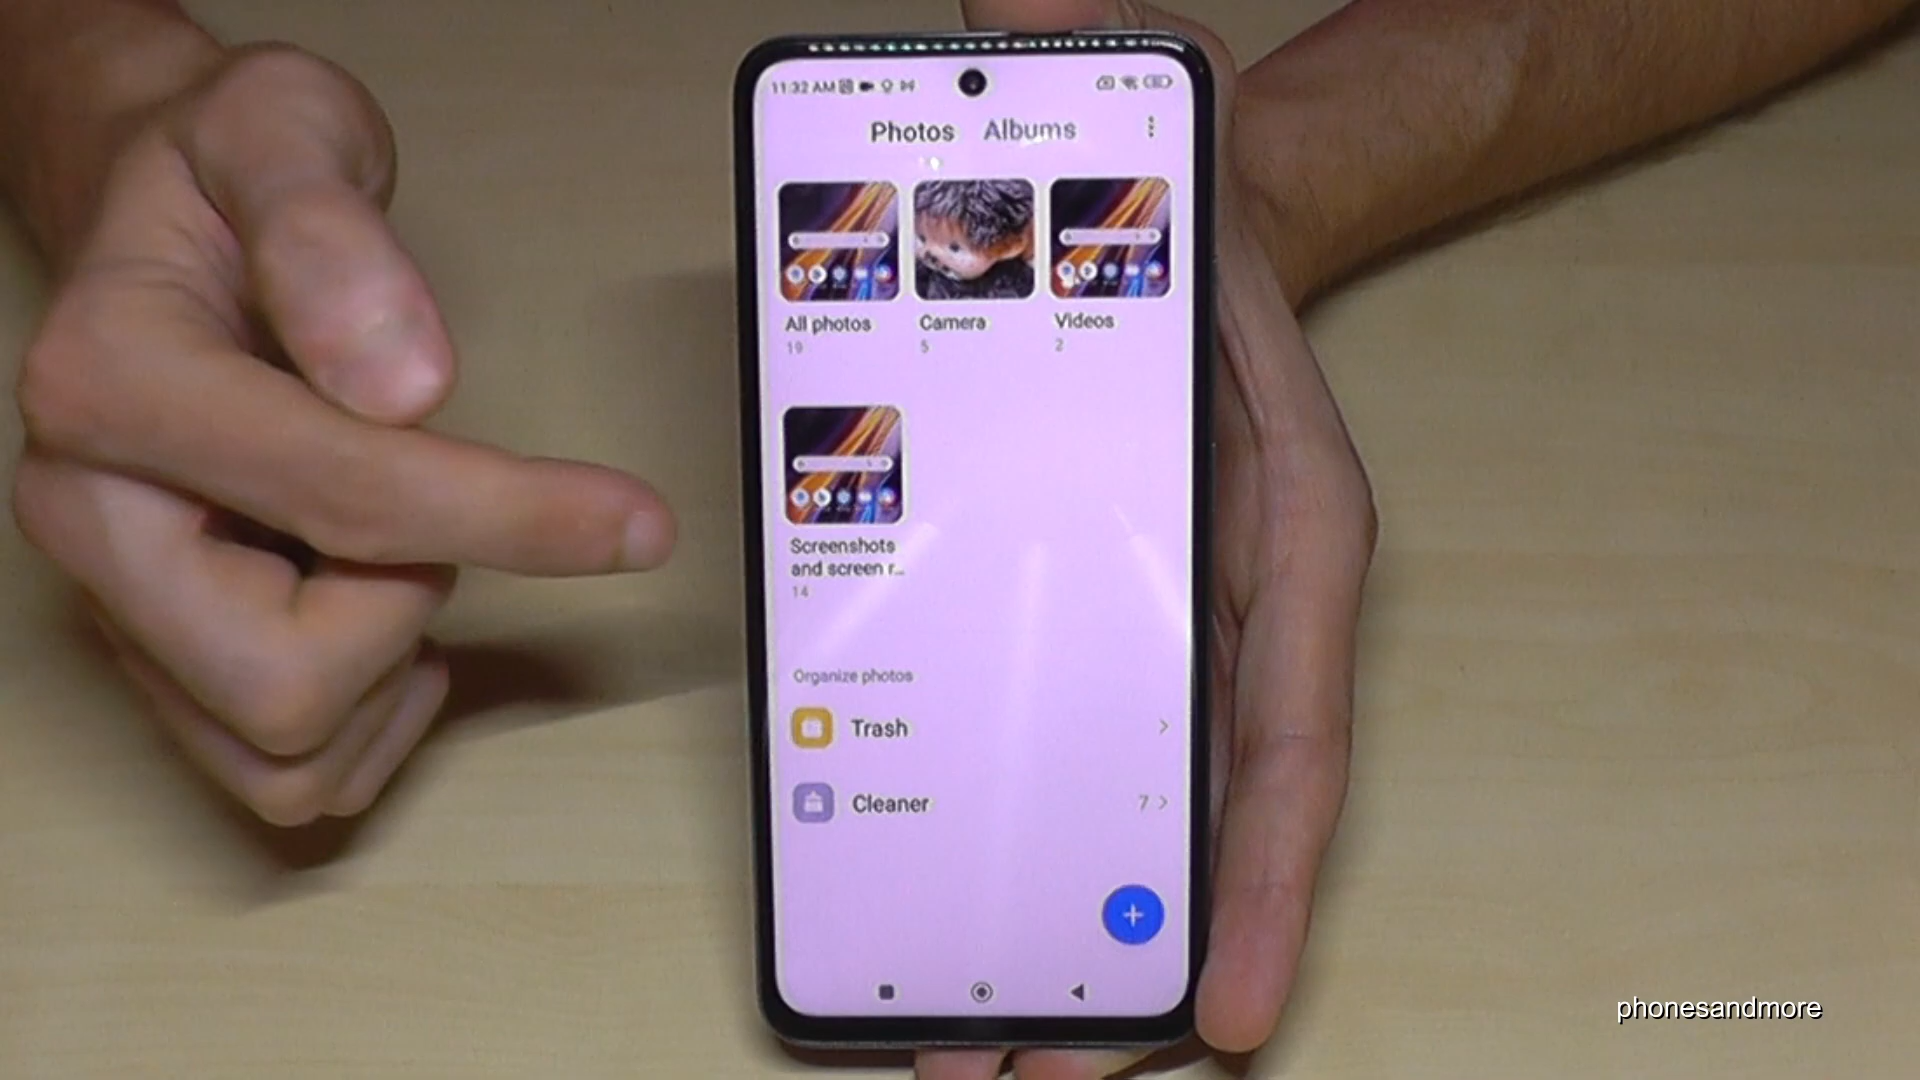 11:32 AM
Photos Albums
All photos Camera Videos
19 5 2
Screenshots
and screen r...
14
Organize photos
Trash
Cleaner 7
phonesandmore